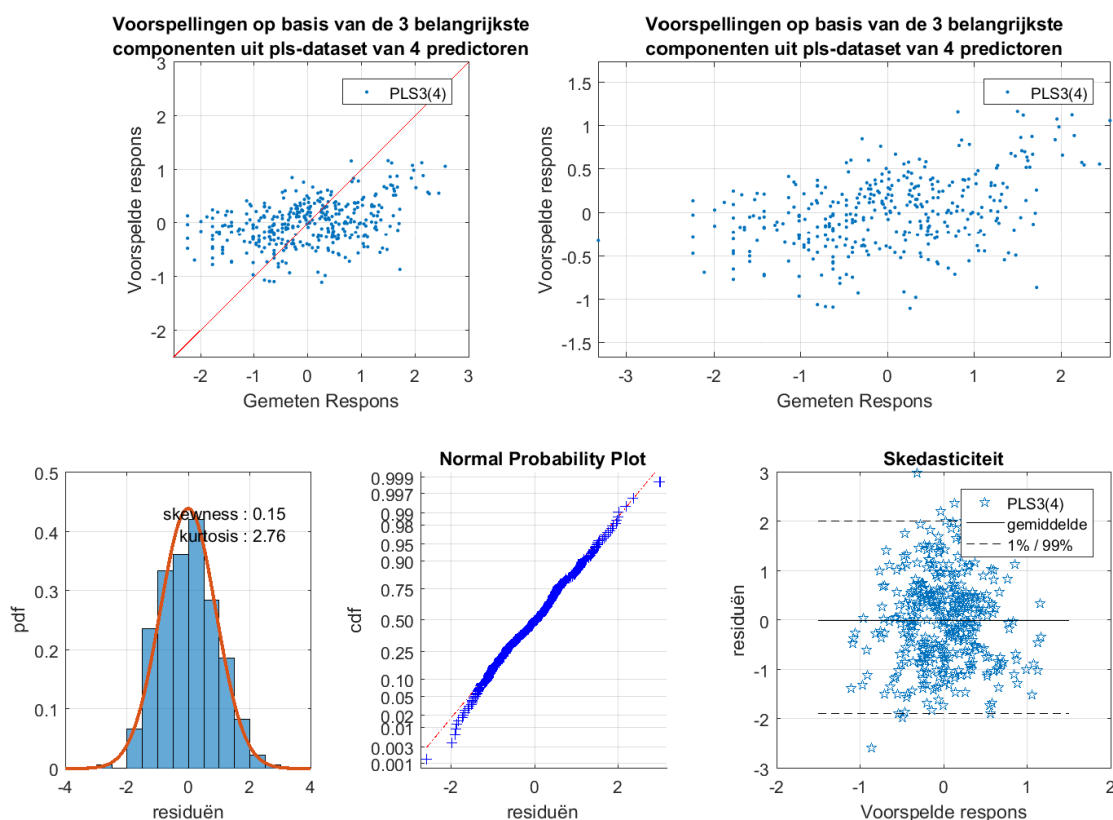 Voorspellingen op basis van de 3 belangrijkste
componenten uit pls-dataset van 4 predictoren
PLS3(4)
3
2
1
0
-1
-2
Voorspelde respons
-2 -1 0 1 2 3
Gemeten Respons
Voorspellingen op basis van de 3 belangrijkste
componenten uit pls-dataset van 4 predictoren
PLS3(4)
1.5
1
0.5
0
-0.5
-1
-1.5
Voorspelde respons
-3 -2 -1 0 1 2
Gemeten Respons
skewness : 0.15
kurtosis : 2.76
0.5
0.4
0.3
0.2
0.1
0
pdf
-4 -2 0 2 4
residuën
Normal Probability Plot
0.999
0.997
0.99
0.98
0.95
0.90
0.75
0.50
0.25
0.10
0.05
0.02
0.01
0.003
0.001
cdf
-2 0 2
residuën
Skedasticiteit
PLS3(4)
gemiddelde
1% / 99%
3
2
1
0
-1
-2
-3
residuën
-2 -1 0 1 2
Voorspelde respons